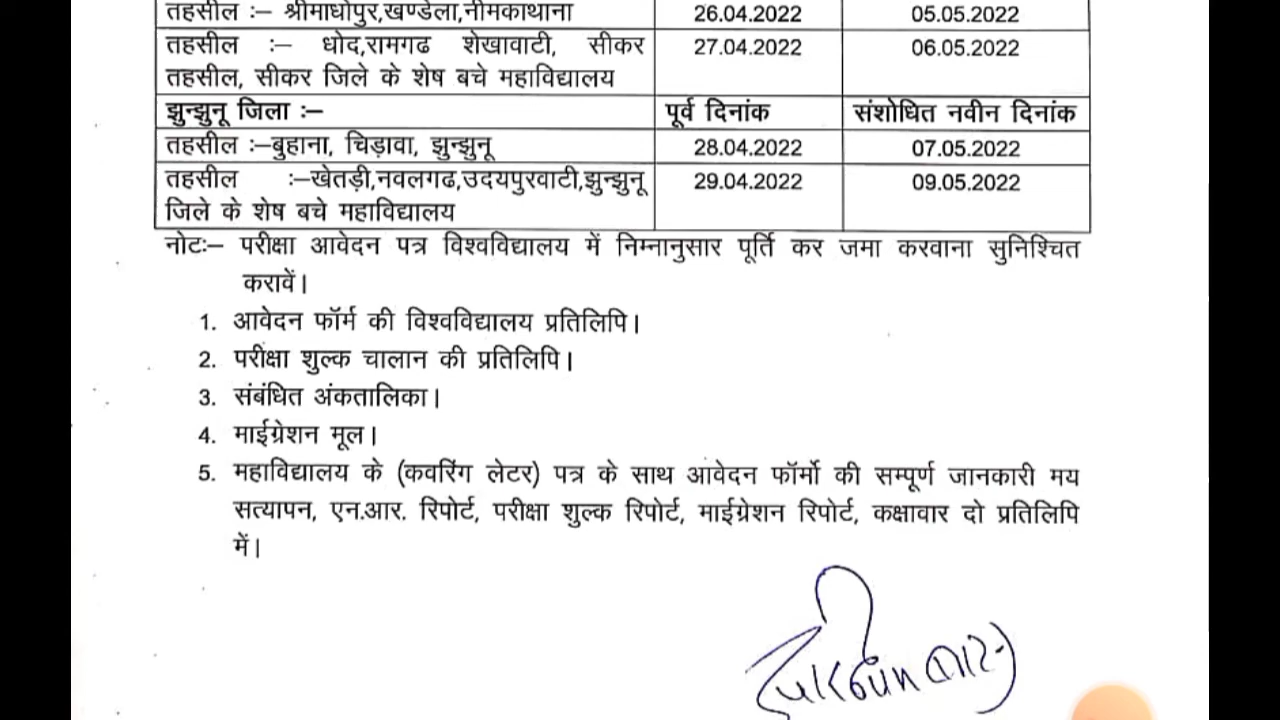 तहसील :– श्रीमाधोपुर,खण्डेला,नीमकाथाना 26.04.2022 05.05.2022
तहसील :– धोद,रामगढ शेखावाटी, सीकर 27.04.2022 06.05.2022
तहसील, सीकर जिले के शेष बचे महाविद्यालय
झुन्झुनू जिला :– पूर्व दिनांक संशोधित नवीन दिनांक
तहसील :–बुहाना, चिड़ावा, झुन्झुनू 28.04.2022 07.05.2022
तहसील :–खेतड़ी,नवलगढ,उदयपुरवाटी,झुन्झुनू 29.04.2022 09.05.2022
जिले के शेष बचे महाविद्यालय
नोटः– परीक्षा आवेदन पत्र विश्वविद्यालय में निम्नानुसार पूर्ति कर जमा करवाना सुनिश्चित
करावें।
1. आवेदन फॉर्म की विश्वविद्यालय प्रतिलिपि।
2. परीक्षा शुल्क चालान की प्रतिलिपि।
3. संबंधित अंकतालिका।
4. माईग्रेशन मूल।
5. महाविद्यालय के (कवरिंग लेटर) पत्र के साथ आवेदन फॉर्मो की सम्पूर्ण जानकारी मय
सत्यापन, एन.आर. रिपोर्ट, परीक्षा शुल्क रिपोर्ट, माईग्रेशन रिपोर्ट, कक्षावार दो प्रतिलिपि
में।